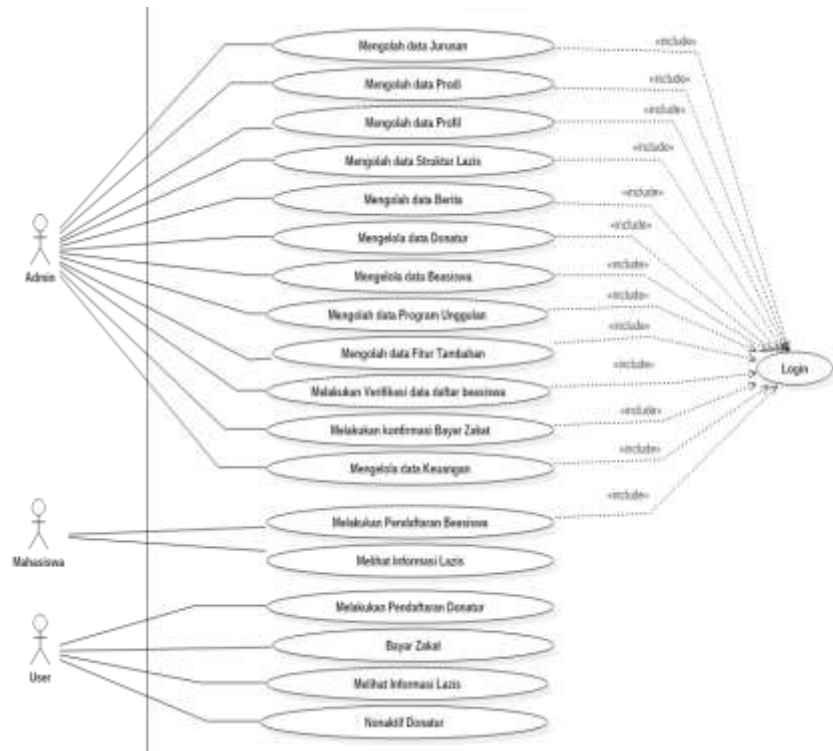 Mengolah data Jurusan
«include»
Mengolah data Prodi
«include»
Mengolah data Profil
«include»
Mengolah data Struktur Lazis
«include»
Mengolah data Berita
«include»
Mengelola data Donatur
«include»
Admin
Mengelola data Beasiswa
«include»
Mengolah data Program Unggulan
«include»
Mengolah data Fitur Tambahan
«include»
Login
Melakukan Verifikasi data daftar beasiswa
«include»
Melakukan konfirmasi Bayar Zakat
«include»
Mengelola data Keuangan
«include»
Melakukan Pendaftaran Beasiswa
«include»
Mahasiswa
Melihat Informasi Lazis
Melakukan Pendaftaran Donatur
Bayar Zakat
User
Melihat Informasi Lazis
Nonaktif Donatur